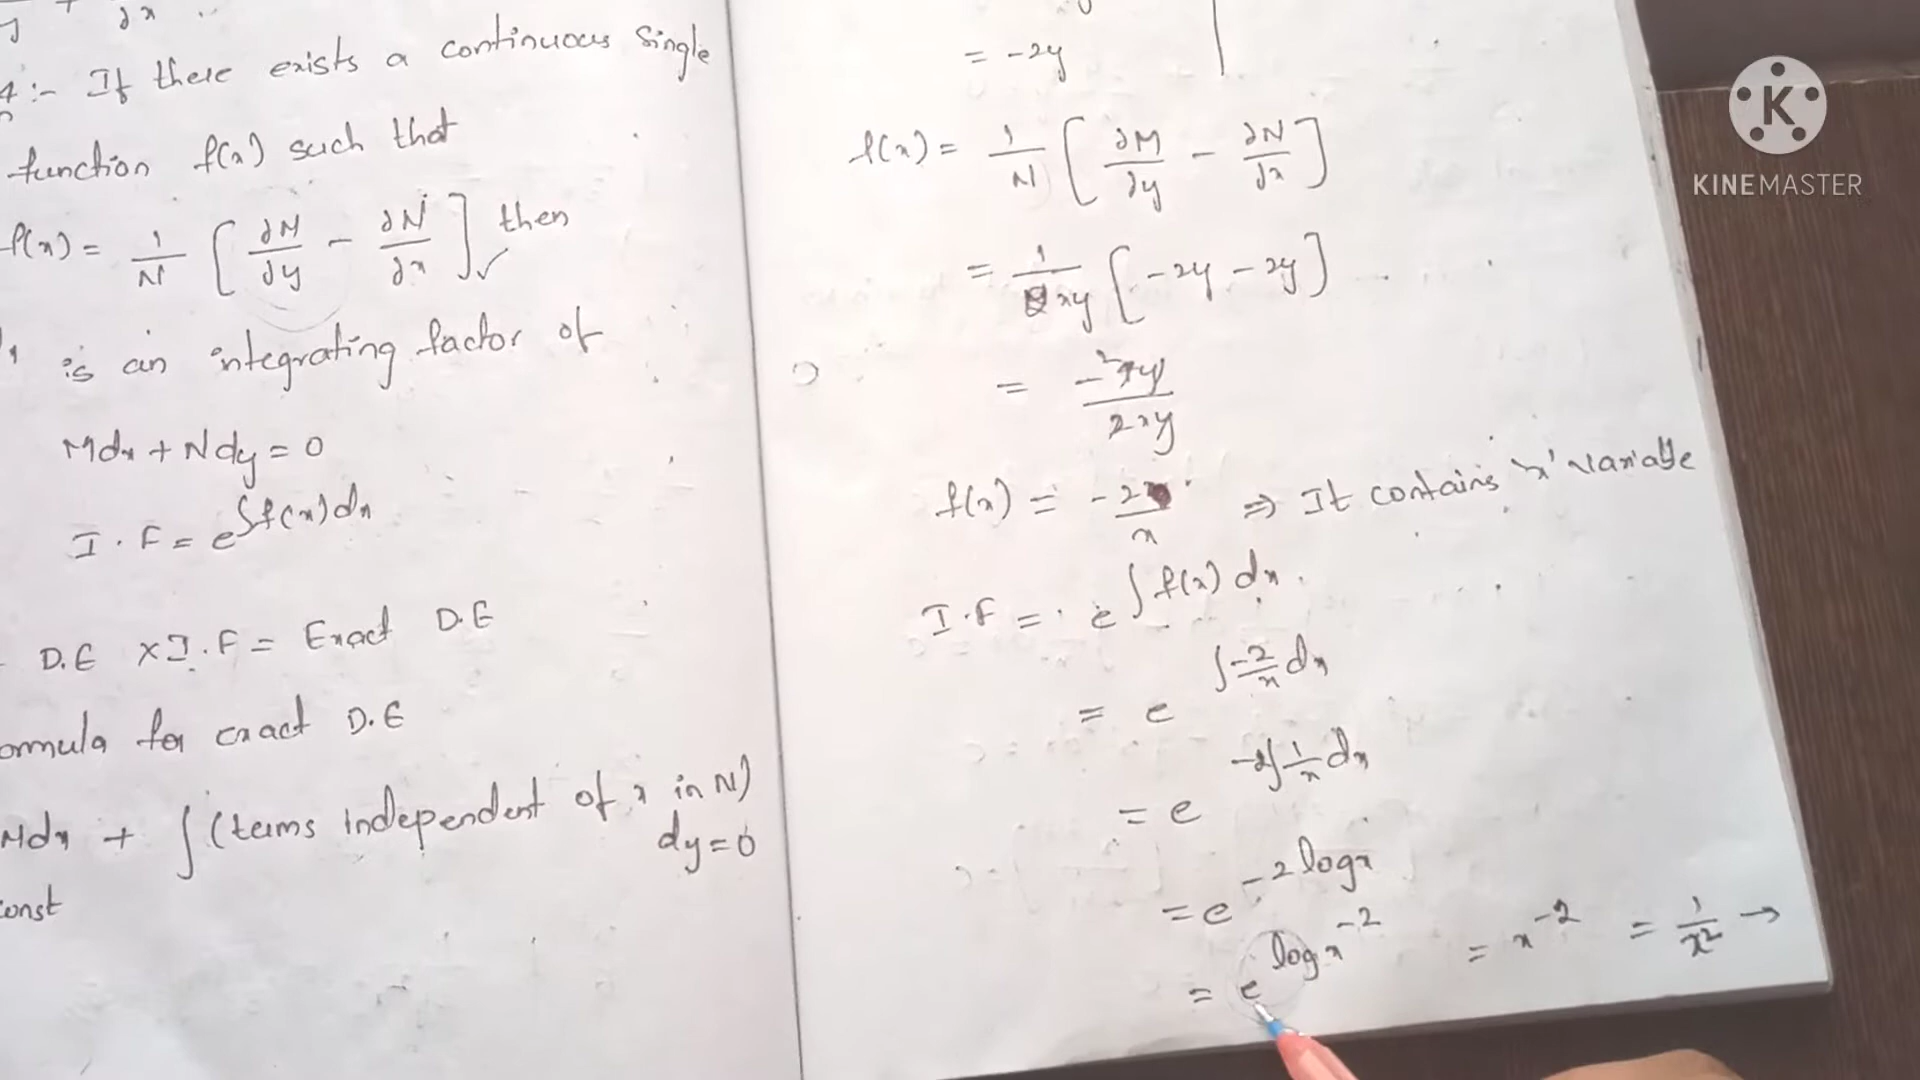 ∂x
4:- If there exists a continuous single
function f(x) such that
f(x) = 1/N [∂M/∂y - ∂N/∂x] then
is an integrating factor of
Mdx + Ndy = 0
I.F = e^∫f(x)dx
D.E X I.F = Exact D.E
ormula for exact D.E
Mdx + ∫(terms independent of x in N)
dy = 0
const
= -2y
f(x) = 1/N [∂M/∂y - ∂N/∂x]
= 1/2xy [-2y - 2y]
= -4y/2xy
f(x) = -2/x ⇒ It contains 'x' variable
I.F = e^∫f(x) dx.
= e^∫-2/x dx
= e^-2∫1/x dx
= e^-2 logx
= e^log x^-2 = x^-2 = 1/x² →
K
KINEMASTER